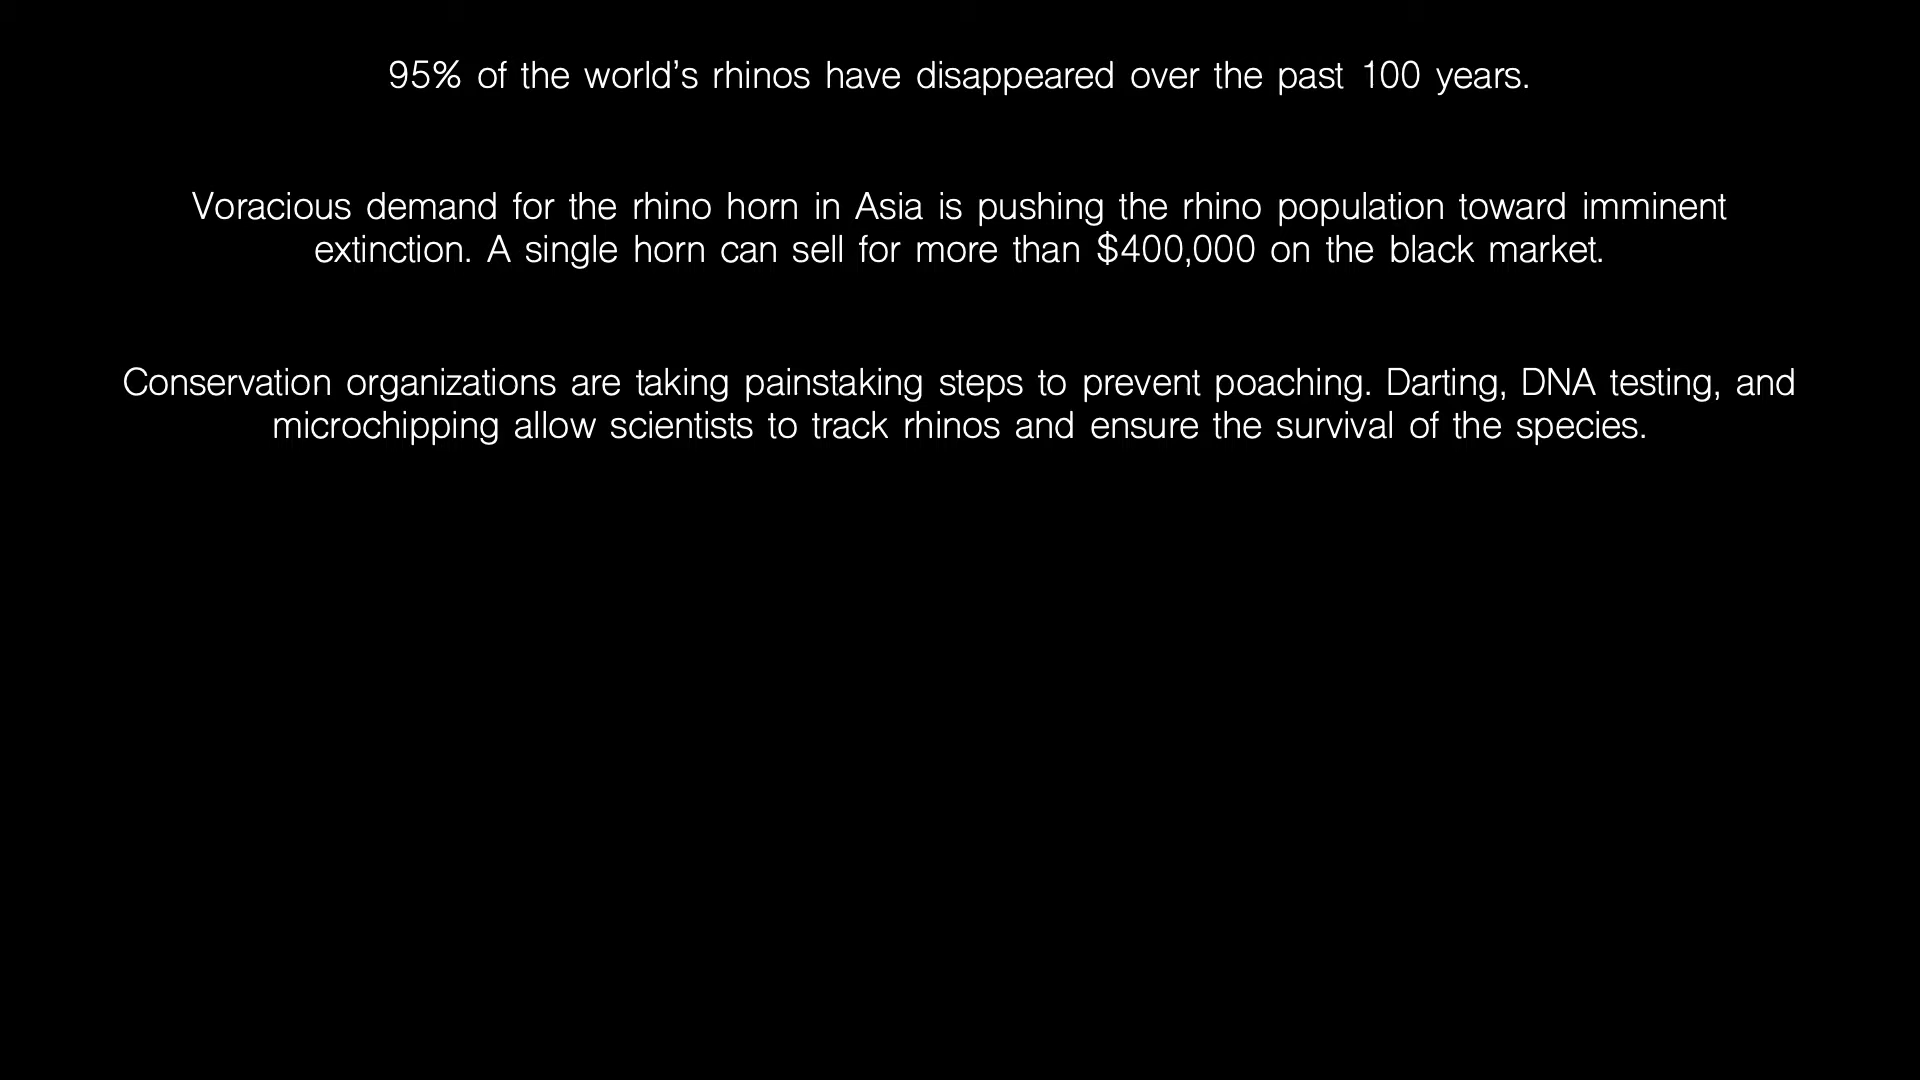 95% of the world’s rhinos have disappeared over the past 100 years.
Voracious demand for the rhino horn in Asia is pushing the rhino population toward imminent
extinction. A single horn can sell for more than $400,000 on the black market.
Conservation organizations are taking painstaking steps to prevent poaching. Darting, DNA testing, and
microchipping allow scientists to track rhinos and ensure the survival of the species.